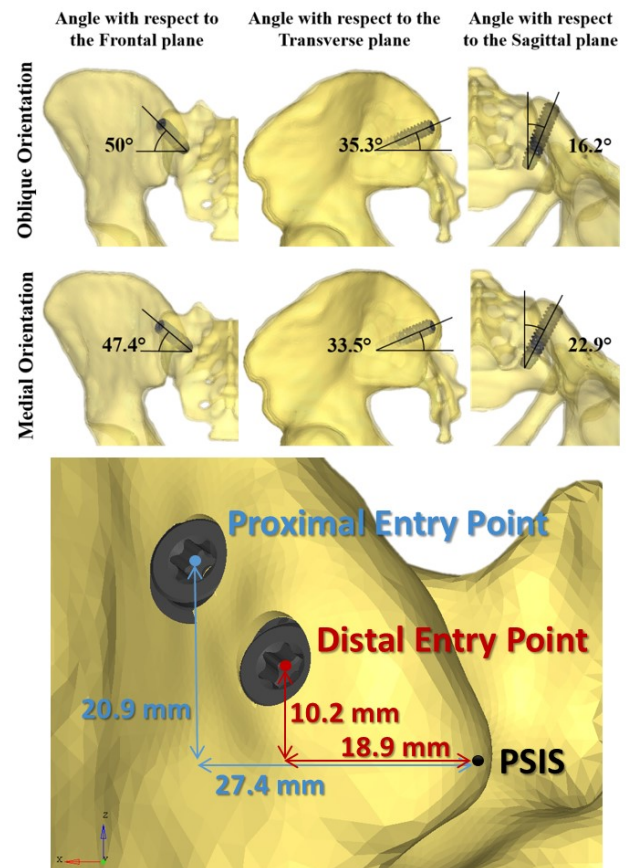 Angle with respect to
the Frontal plane
Angle with respect to the
Transverse plane
Angle with respect
to the Sagittal plane
Oblique Orientation
50°
35.3°
16.2°
Medial Orientation
47.4°
33.5°
22.9°
Proximal Entry Point
Distal Entry Point
20.9 mm
10.2 mm
18.9 mm
PSIS
27.4 mm
z
x
Y